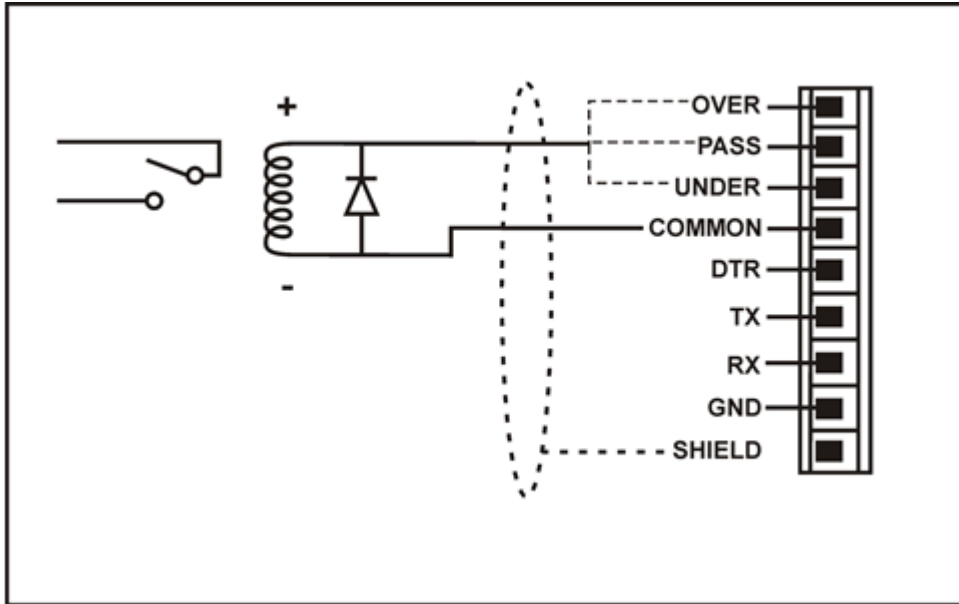 +
-
OVER
PASS
UNDER
COMMON
DTR
TX
RX
GND
SHIELD